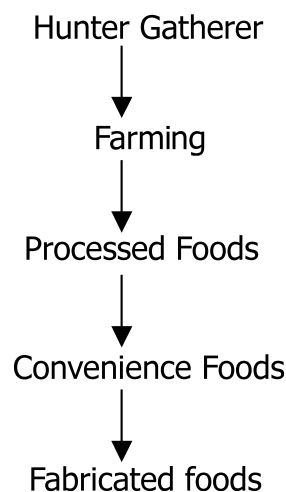 Hunter Gatherer
Farming
Processed Foods
Convenience Foods
Fabricated foods